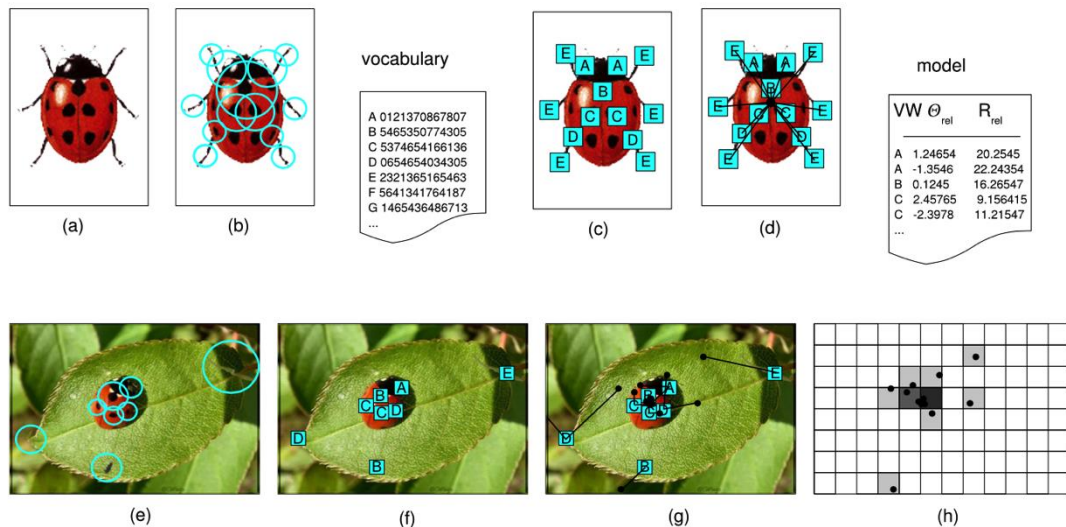 vocabulary
A 0121370867807
B 5465350774305
C 5374654166136
D 0654654034305
E 2321365165463
F 5641341764187
G 1465436486713
...
E E
A A
B
E C C E
D D
E E
E E
A A
B
E C C E
D D
E E
model
VW Θrel Rrel
A 1.24654 20.2545
A -1.3546 22.24354
B 0.1245 16.26547
C 2.45765 9.156415
C -2.3978 11.21547
...
(a)
(b)
(c)
(d)
E
A
B
C C D
D
B
E
A
B
C C
D
B
(e)
(f)
(g)
(h)